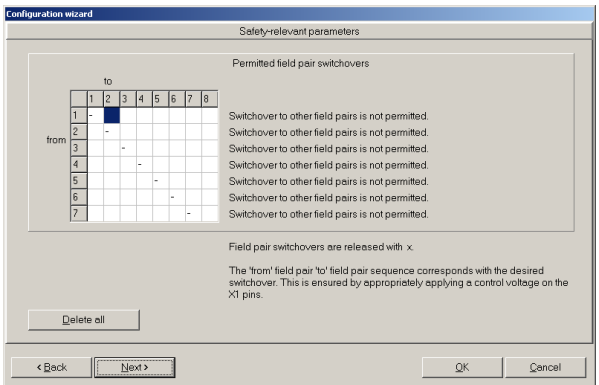 Configuration wizard
Safety-relevant parameters
Permitted field pair switchovers
to
1 2 3 4 5 6 7 8
from
1 - Switchover to other field pairs is not permitted.
2 - Switchover to other field pairs is not permitted.
3 - Switchover to other field pairs is not permitted.
4 - Switchover to other field pairs is not permitted.
5 - Switchover to other field pairs is not permitted.
6 - Switchover to other field pairs is not permitted.
7 - Switchover to other field pairs is not permitted.
Field pair switchovers are released with x.
The 'from' field pair 'to' field pair sequence corresponds with the desired
switchover. This is ensured by appropriately applying a control voltage on the
X1 pins.
Delete all
< Back Next > OK Cancel